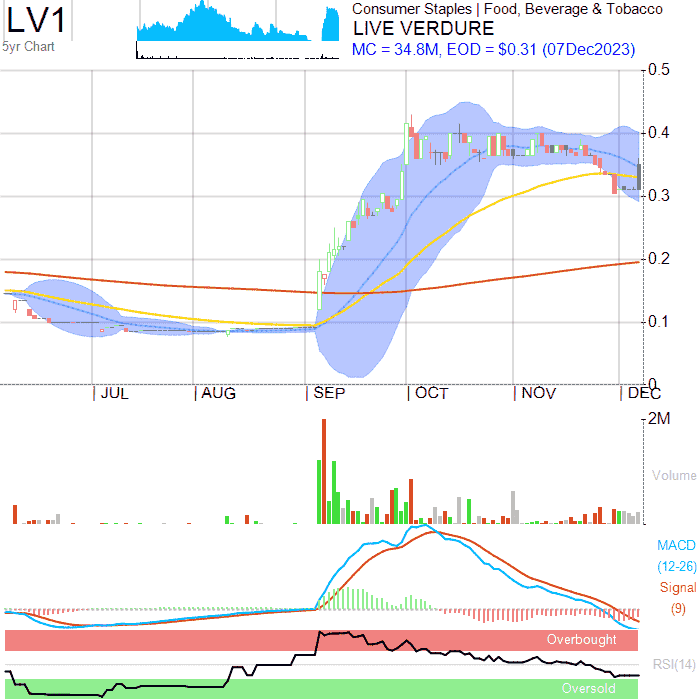 LV1
5yr Chart
Consumer Staples | Food, Beverage & Tobacco
LIVE VERDURE
MC = 34.8M, EOD = $0.31 (07Dec2023)
0.5
0.4
0.3
0.2
0.1
0
JUL AUG SEP OCT NOV DEC
2M
Volume
MACD
(12-26)
Signal
(9)
Overbought
RSI(14)
Oversold